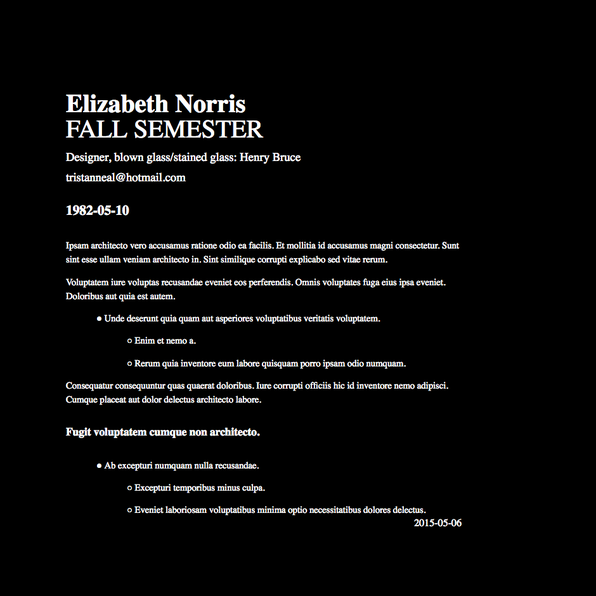 Elizabeth Norris
FALL SEMESTER
Designer, blown glass/stained glass: Henry Bruce
tristanneal@hotmail.com
1982-05-10
Ipsam architecto vero accusamus ratione odio ea facilis. Et mollitia id accusamus magni consectetur. Sunt
sint esse ullam veniam architecto in. Sint similique corrupti explicabo sed vitae rerum.
Voluptatem iure voluptas recusandae eveniet eos perferendis. Omnis voluptates fuga eius ipsa eveniet.
Doloribus aut quia est autem.
• Unde deserunt quia quam aut asperiores voluptatibus veritatis voluptatem.
○ Enim et nemo a.
○ Rerum quia inventore eum labore quisquam porro ipsam odio numquam.
Consequatur consequuntur quas quaerat doloribus. Iure corrupti officiis hic id inventore nemo adipisci.
Cumque placeat aut dolor delectus architecto labore.
Fugit voluptatem cumque non architecto.
• Ab excepturi numquam nulla recusandae.
○ Excepturi temporibus minus culpa.
○ Eveniet laboriosam voluptatibus minima optio necessitatibus dolores delectus.
2015-05-06